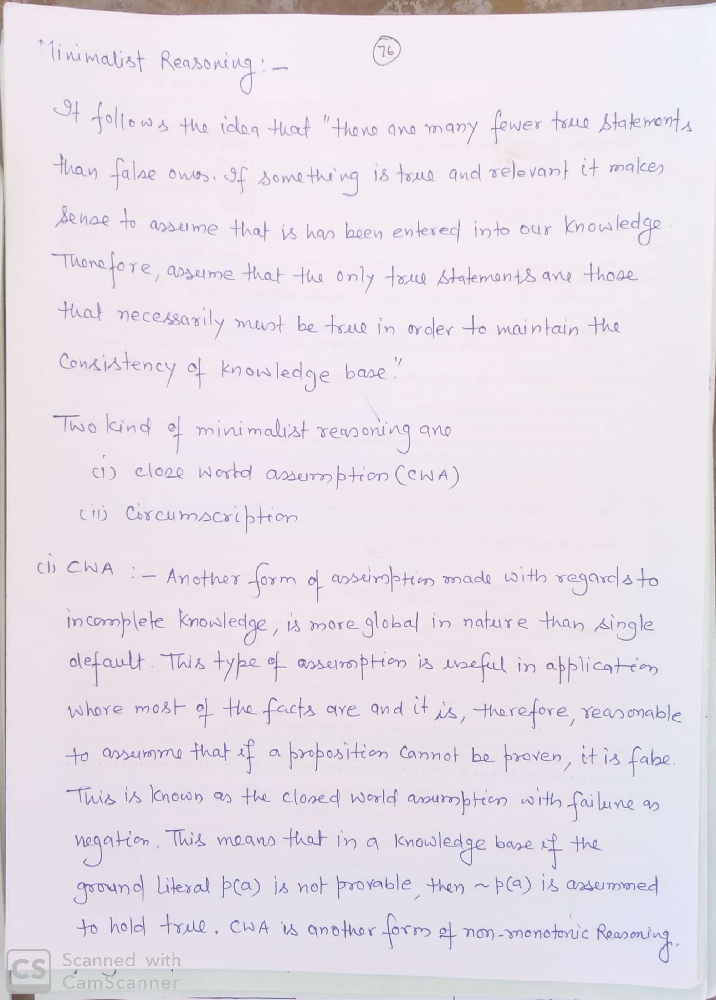 76
Minimalist Reasoning :-
It follows the idea that "there are many fewer true statements
than false ones. If something is true and relevant it makes
sense to assume that is has been entered into our knowledge
Therefore, assume that the only true statements are those
that necessarily must be true in order to maintain the
Consistency of knowledge base."
Two kind of minimalist reasoning are
(i) close world assumption (CWA)
(ii) Circumscription
(i) CWA :- Another form of assumption made with regards to
incomplete knowledge, is more global in nature than single
default. This type of assumption is useful in application
where most of the facts are and it is, therefore, reasonable
to assumme that if a proposition cannot be proven, it is false.
This is known as the closed world assumption with failure as
negation. This means that in a knowledge base if the
ground literal p(a) is not provable, then ~p(a) is assummed
to hold true. CWA is another form of non-monotonic Reasoning.
CS Scanned with
CamScanner